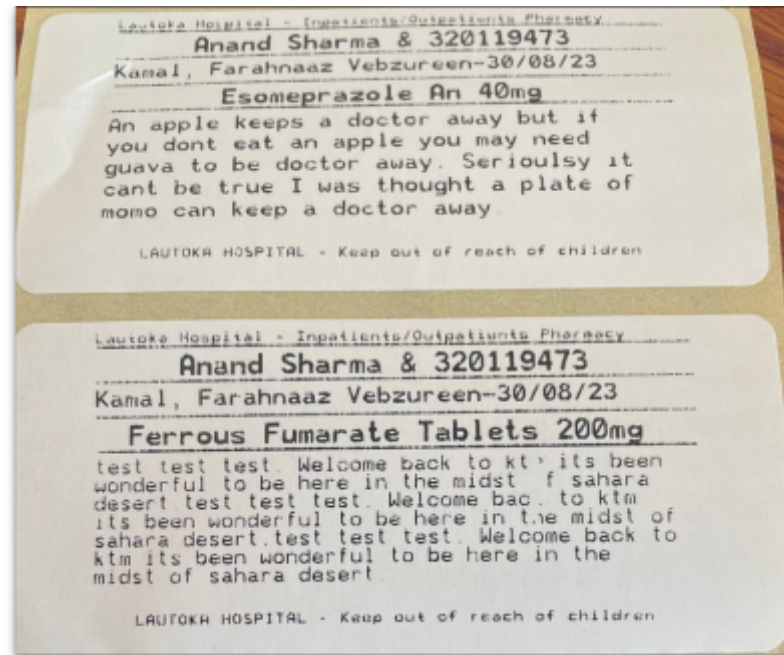 Lautoka Hospital - Inpatients/Outpatients Pharmacy
Anand Sharma & 320119473
Kamal, Farahnaaz Vebzureen-30/08/23
Esomeprazole An 40mg
An apple keeps a doctor away but if
you dont eat an apple you may need
guava to be doctor away. Serioulsy it
cant be true I was thought a plate of
momo can keep a doctor away
LAUTOKA HOSPITAL - Keep out of reach of children
Lautoka Hospital - Inpatients/Outpatients Pharmacy
Anand Sharma & 320119473
Kamal, Farahnaaz Vebzureen-30/08/23
Ferrous Fumarate Tablets 200mg
test test test. Welcome back to its been
wonderful to be here in the midst f sahara
desert.test test test. Welcome bac. to ktm
its been wonderful to be here in the midst of
sahara desert.test test test. Welcome back to
ktm its been wonderful to be here in the
midst of sahara desert
LAUTOKA HOSPITAL - Keep out of reach of children